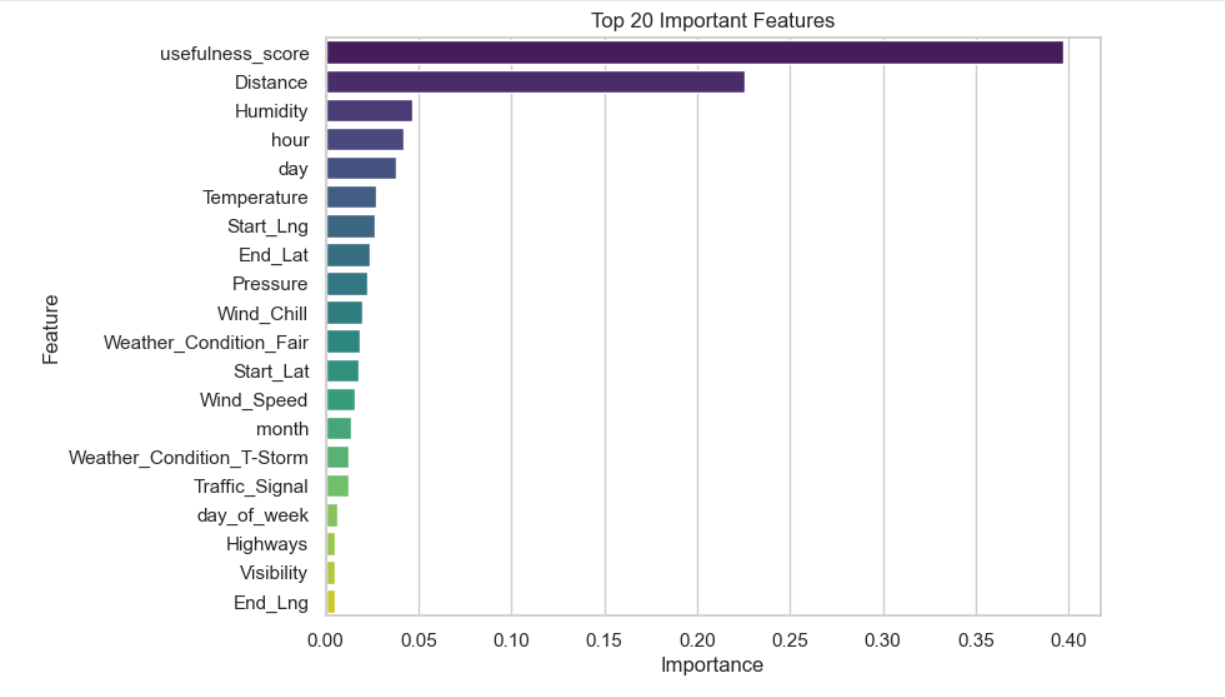 Top 20 Important Features
usefulness_score
Distance
Humidity
hour
day
Temperature
Start_Lng
End_Lat
Pressure
Wind_Chill
Weather_Condition_Fair
Start_Lat
Wind_Speed
month
Weather_Condition_T-Storm
Traffic_Signal
day_of_week
Highways
Visibility
End_Lng
Feature
0.00 0.05 0.10 0.15 0.20 0.25 0.30 0.35 0.40
Importance